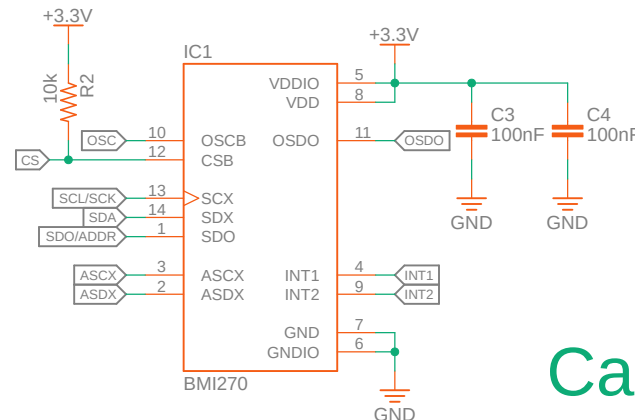 +3.3V
10k
R2
IC1
+3.3V
VDDIO 5
VDD 8
C3
100nF
C4
100nF
OSC 10 OSCB
OSDO 11 OSDO
CS 12 CSB
SCL/SCK 13 SCX
SDA 14 SDX
SDO/ADDR 1 SDO
GND
GND
ASCX 3 ASCX
INT1 4 INT1
ASDX 2 ASDX
INT2 9 INT2
GND 7
GNDIO 6
BMI270
GND
Ca